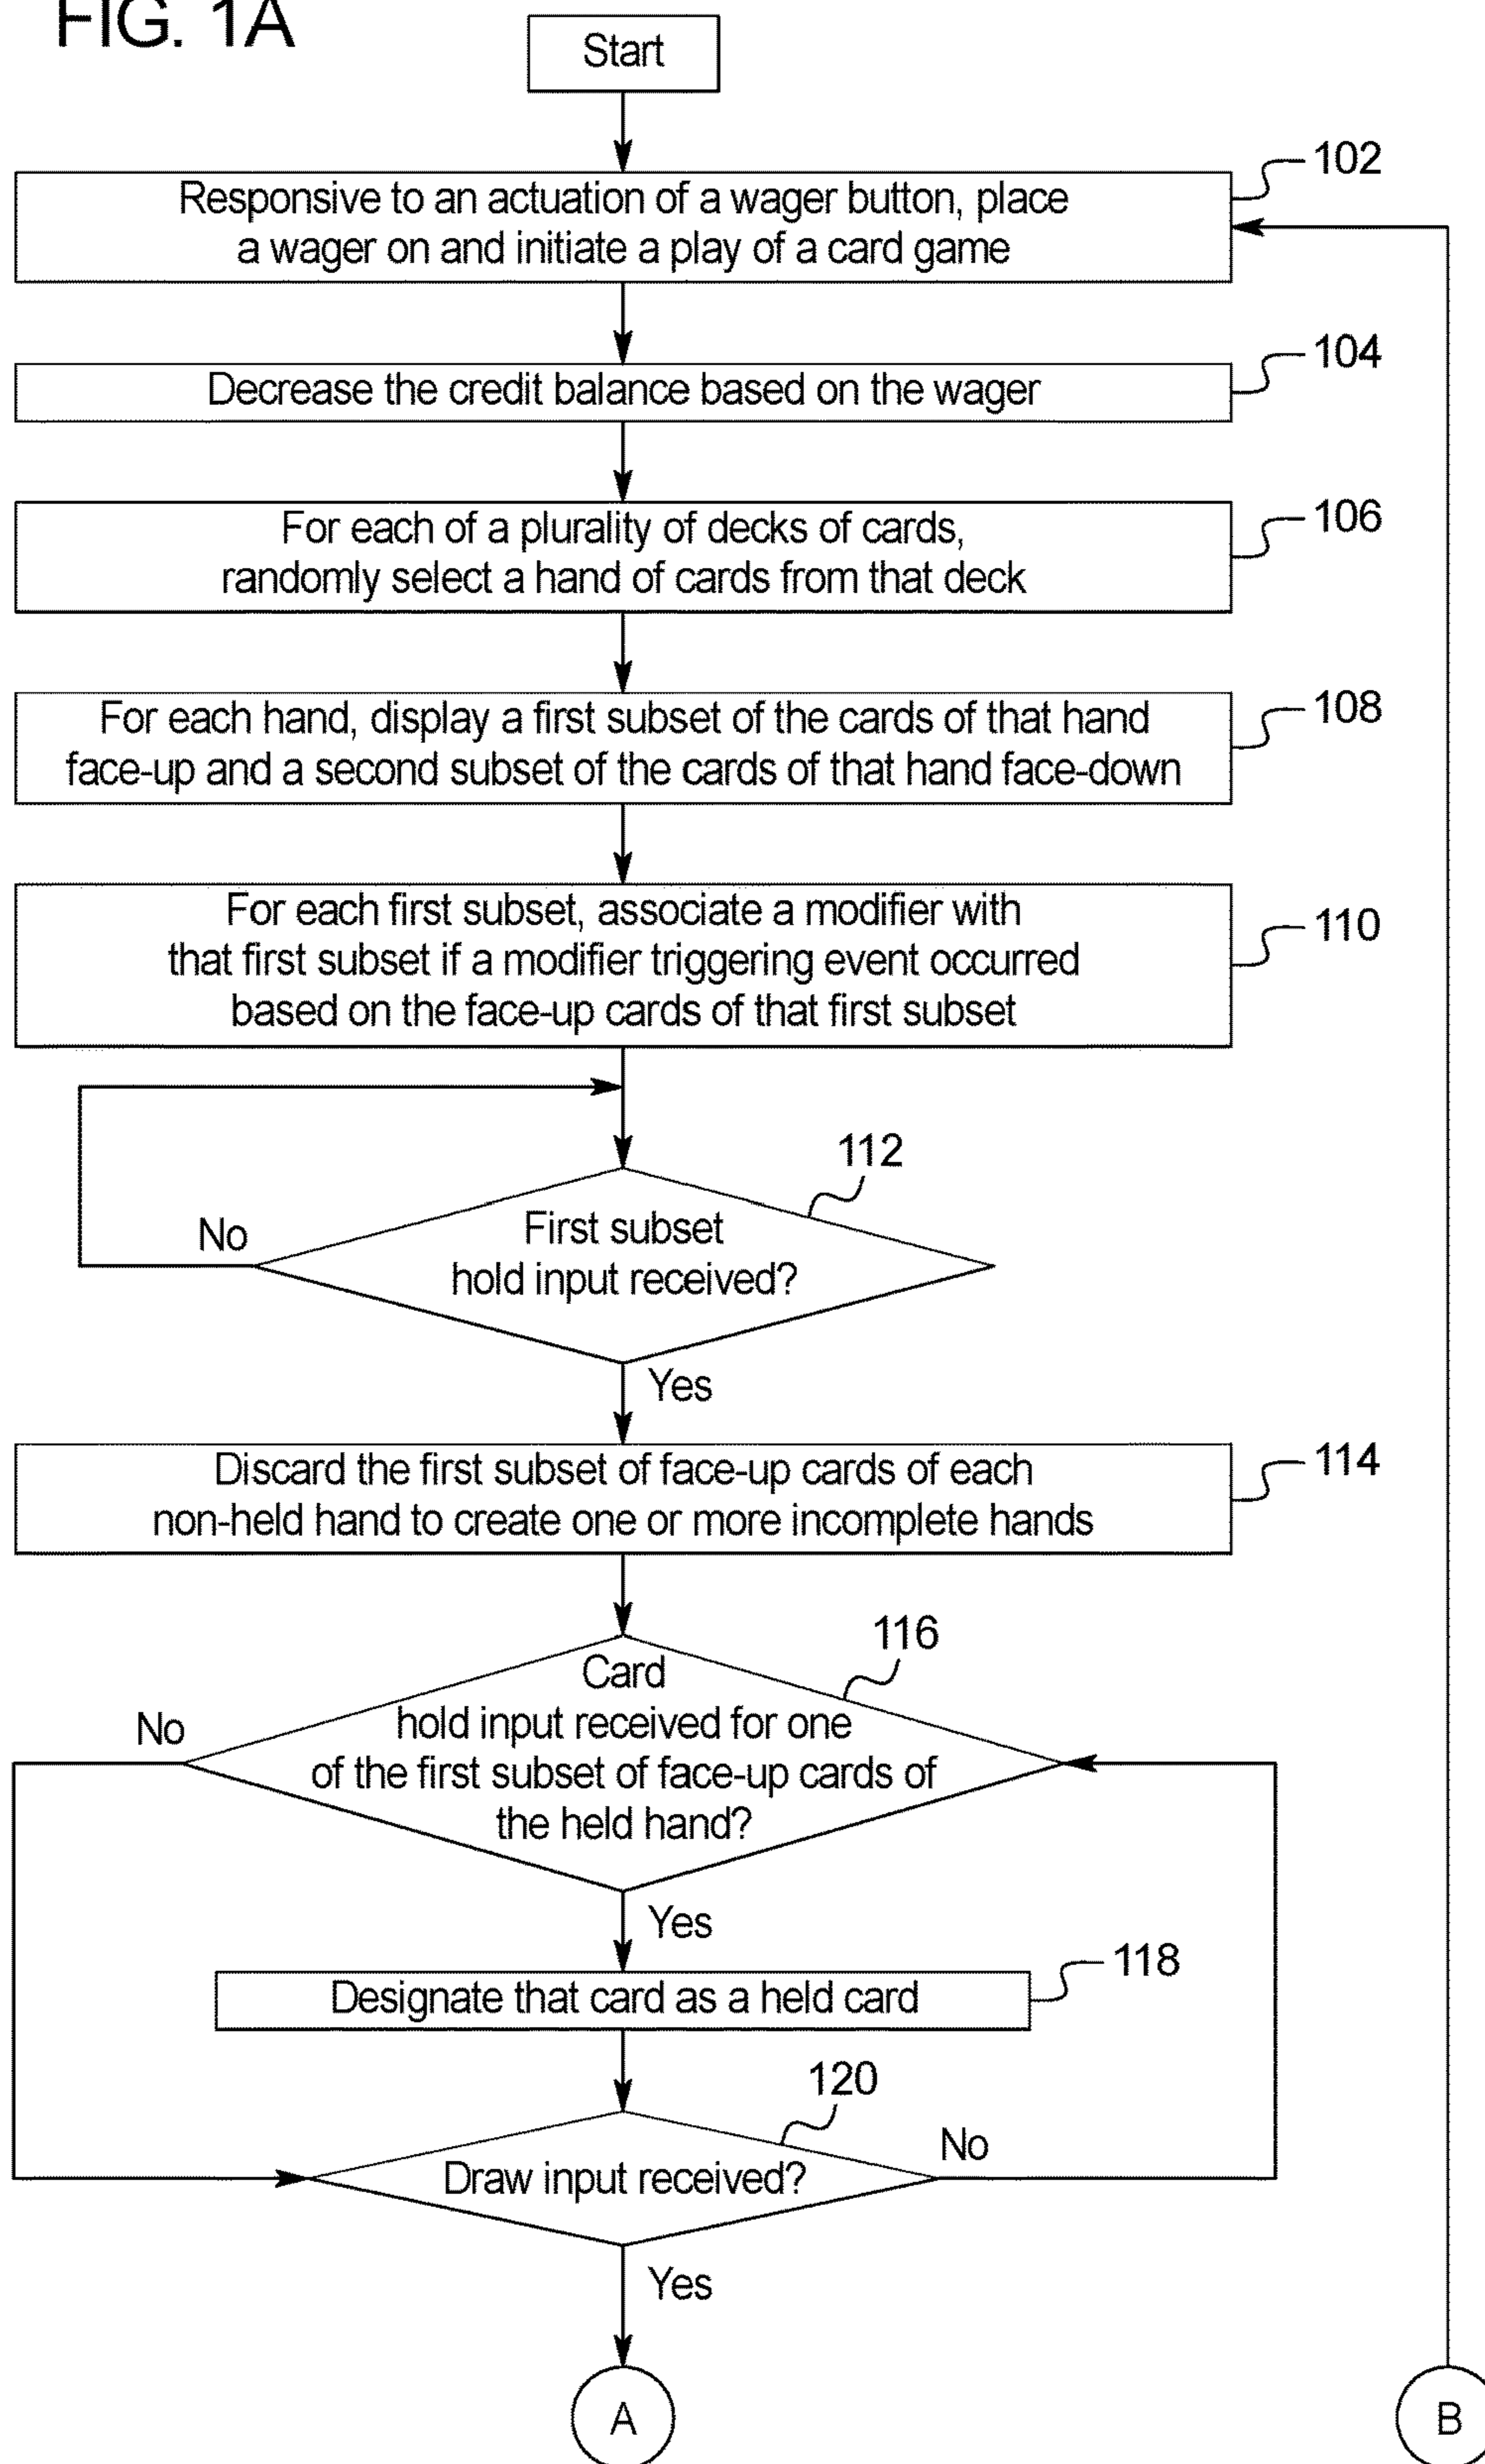 FIG. 1A
Start
102
Responsive to an actuation of a wager button, place
a wager on and initiate a play of a card game
104
Decrease the credit balance based on the wager
106
For each of a plurality of decks of cards,
randomly select a hand of cards from that deck
108
For each hand, display a first subset of the cards of that hand
face-up and a second subset of the cards of that hand face-down
110
For each first subset, associate a modifier with
that first subset if a modifier triggering event occurred
based on the face-up cards of that first subset
112
First subset
hold input received?
No
Yes
114
Discard the first subset of face-up cards of each
non-held hand to create one or more incomplete hands
116
Card
hold input received for one
of the first subset of face-up cards of
the held hand?
No
Yes
118
Designate that card as a held card
120
Draw input received?
No
Yes
A
B